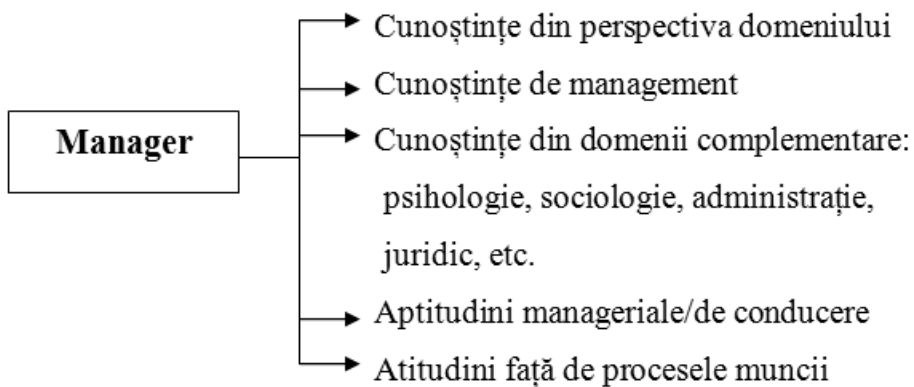 Manager
Cunoștințe din perspectiva domeniului
Cunoștințe de management
Cunoștințe din domenii complementare:
psihologie, sociologie, administrație,
juridic, etc.
Aptitudini manageriale/de conducere
Atitudini față de procesele muncii